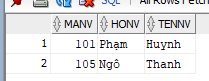 SQL | All Rows Fetch
MANV HONV TENNV
1 101 Phạm Huynh
2 105 Ngô Thanh